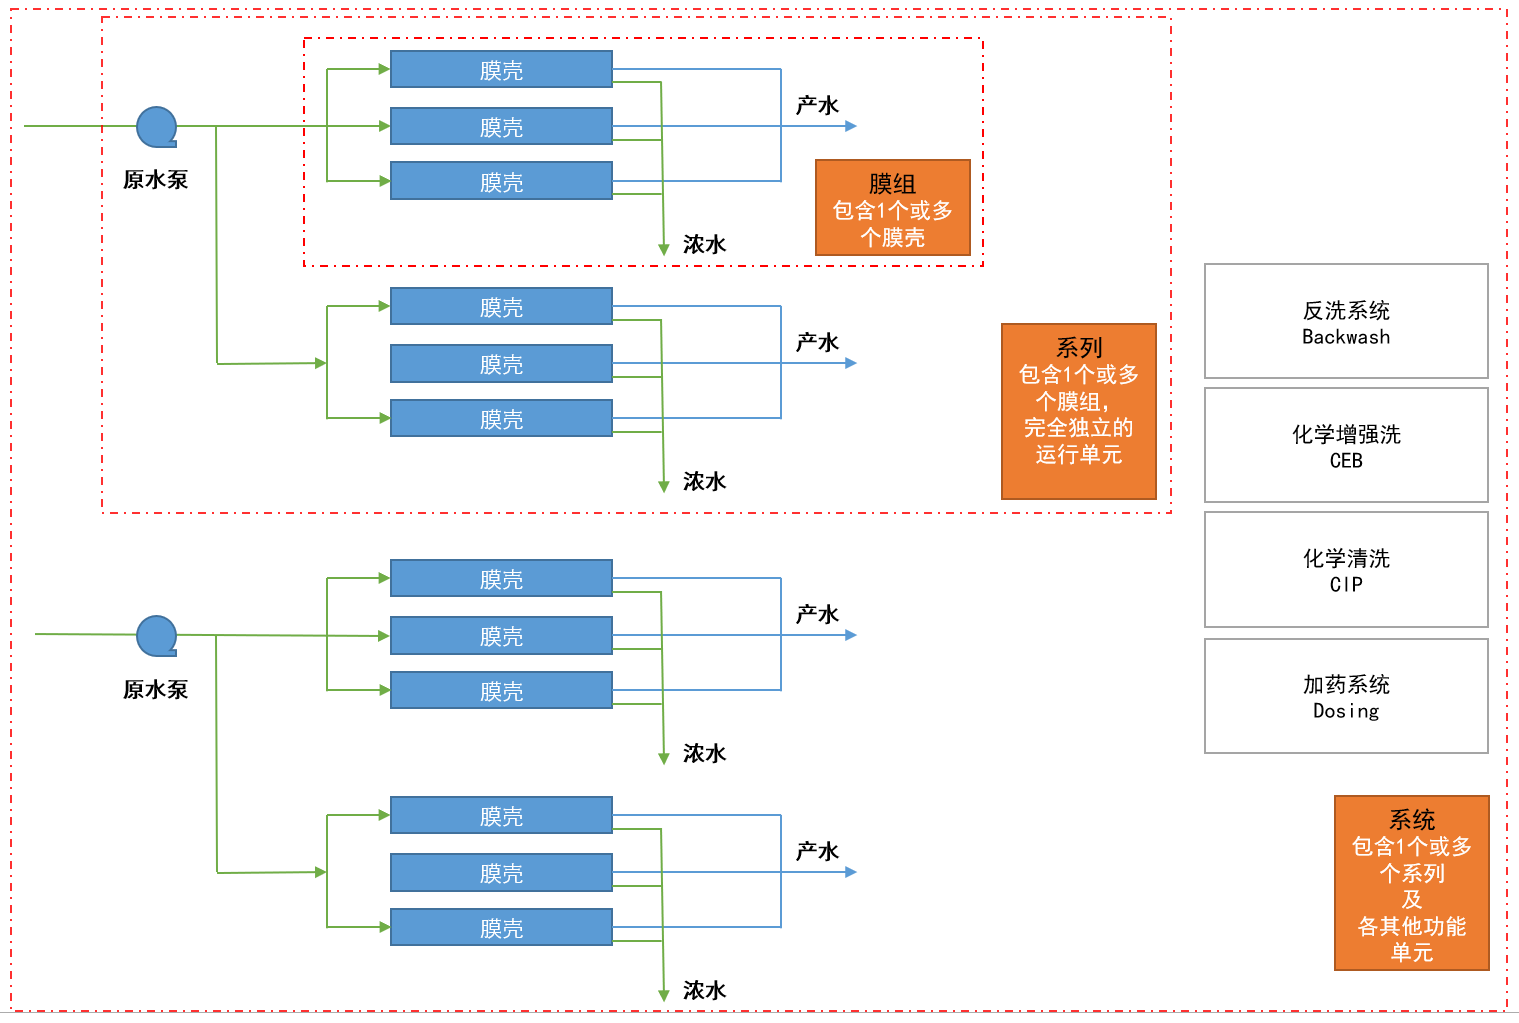 膜壳
膜壳
膜壳
原水泵
产水
浓水
膜组
包含1个或多
个膜壳
膜壳
膜壳
膜壳
产水
浓水
系列
包含1个或多
个膜组，
完全独立的
运行单元
反洗系统
Backwash
化学增强洗
CEB
化学清洗
CIP
加药系统
Dosing
膜壳
膜壳
膜壳
原水泵
产水
浓水
膜壳
膜壳
膜壳
产水
浓水
系统
包含1个或多
个系列
及
各其他功能
单元